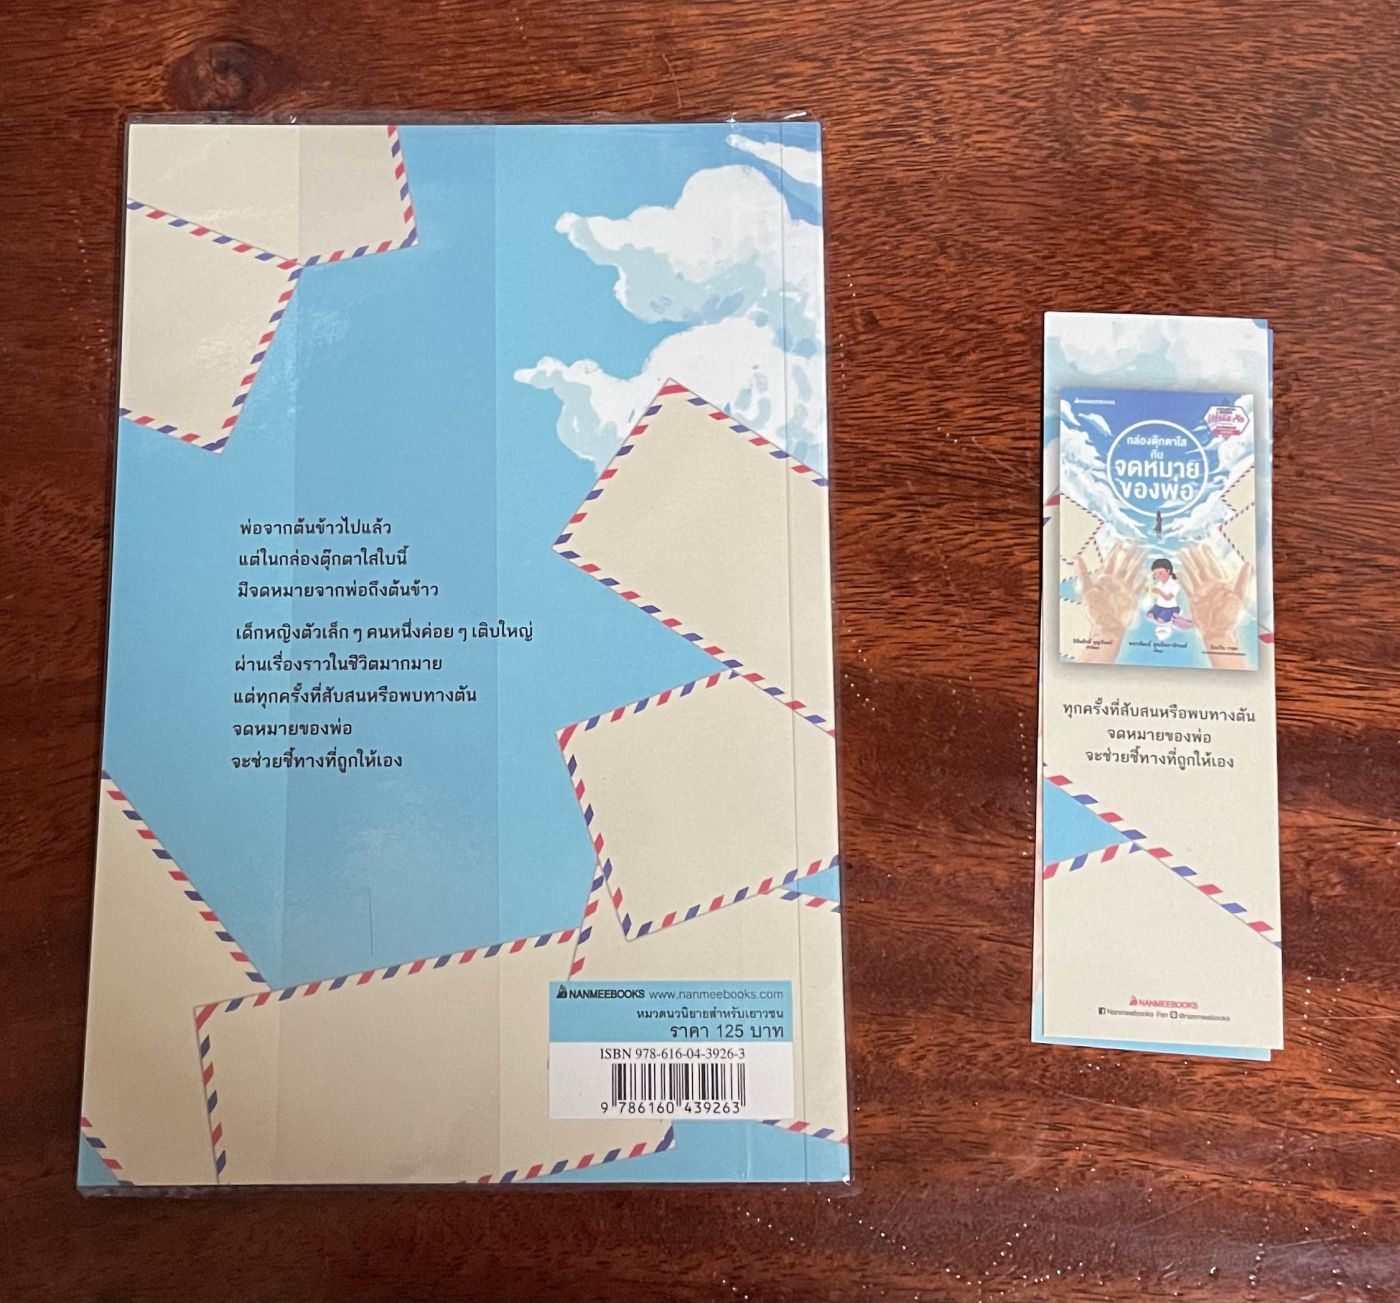 พ่อจากต้นข้าวไปแล้ว
แต่ในกล่องตุ๊กตาใสใบนี้
มีจดหมายจากพ่อถึงต้นข้าว
เด็กหญิงตัวเล็ก ๆ คนหนึ่งค่อย ๆ เติบใหญ่
ผ่านเรื่องราวในชีวิตมากมาย
แต่ทุกครั้งที่สับสนหรือพบทางตัน
จดหมายของพ่อ
จะช่วยชี้ทางที่ถูกให้เอง
NANMEEBOOKS www.nanmeebooks.com
หมวดนวนิยายสำหรับเยาวชน
ราคา 125 บาท
ISBN 978-616-04-3926-3
9 786160 439263
NANMEEBOOKS
กล่องตุ๊กตาใส
กับ
จดหมาย
ของพ่อ
ทุกครั้งที่สับสนหรือพบทางตัน
จดหมายของพ่อ
จะช่วยชี้ทางที่ถูกให้เอง
NANMEEBOOKS
Nanmeebooks Fan @nanmeebooks